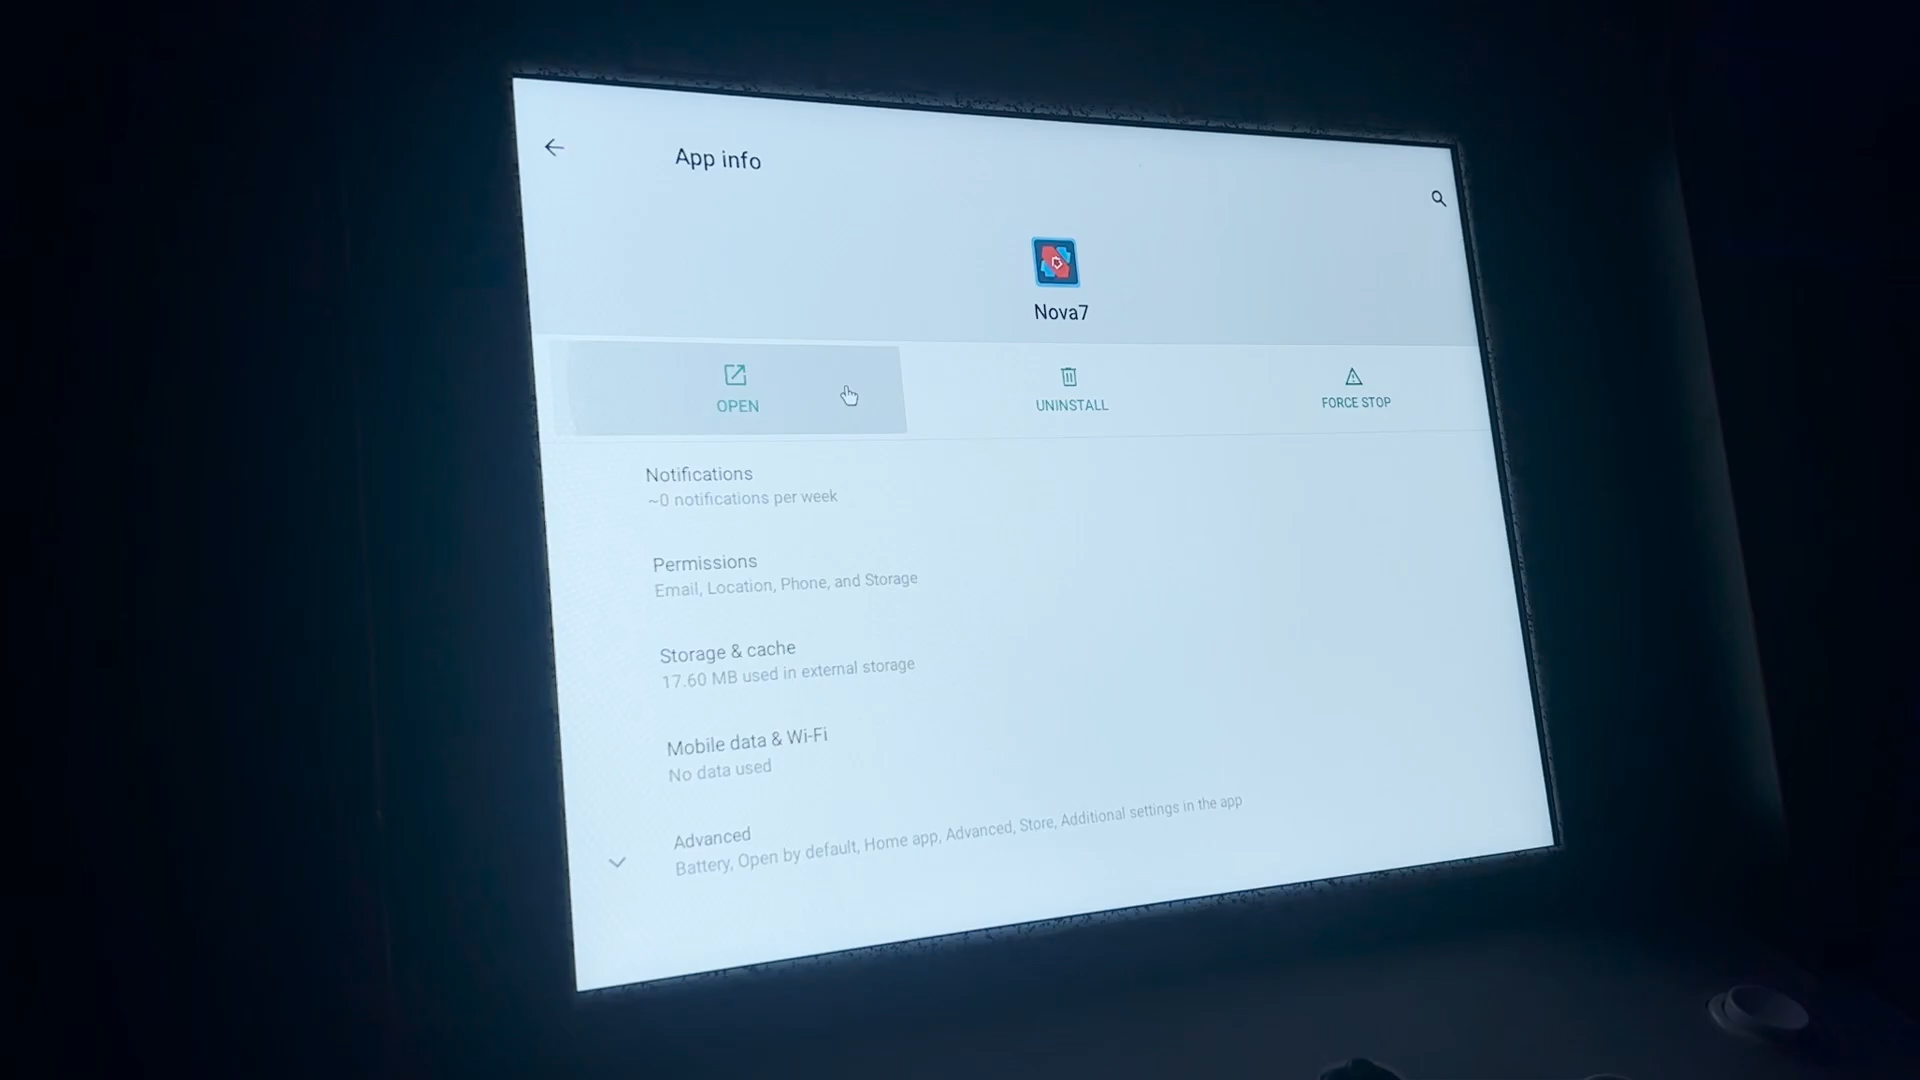 App info
Nova7
OPEN
UNINSTALL
FORCE STOP
Notifications
~0 notifications per week
Permissions
Email, Location, Phone, and Storage
Storage & cache
17.60 MB used in external storage
Mobile data & Wi-Fi
No data used
Advanced
Battery, Open by default, Home app, Advanced, Store, Additional settings in the app